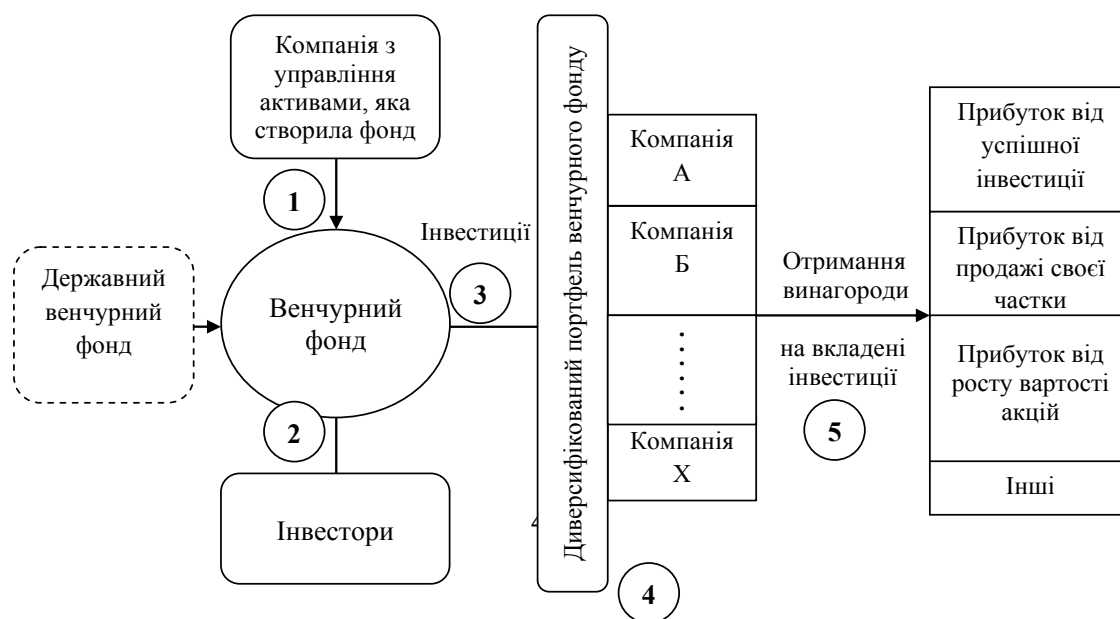 Компанія з
управління
активами, яка
створила фонд
1
Державний
венчурний
фонд
Венчурний
фонд
2
Інвестори
Інвестиції
3
Диверсифікований портфель венчурного фонду
4
Компанія
А
Компанія
Б
Компанія
Х
Отримання
винагороди
на вкладені
інвестиції
5
Прибуток від
успішної
інвестиції
Прибуток від
продажі своєї
частки
Прибуток від
росту вартості
акцій
Інші